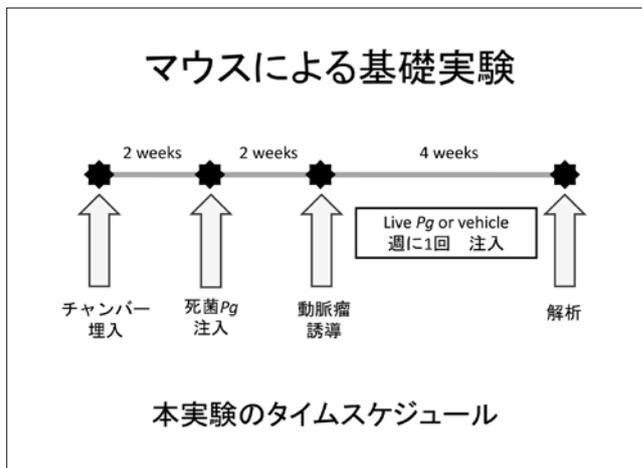 マウスによる基礎実験
2 weeks
2 weeks
4 weeks
Live Pg or vehicle
週に1回　注入
チャンバー
埋入
死菌Pg
注入
動脈瘤
誘導
解析
本実験のタイムスケジュール